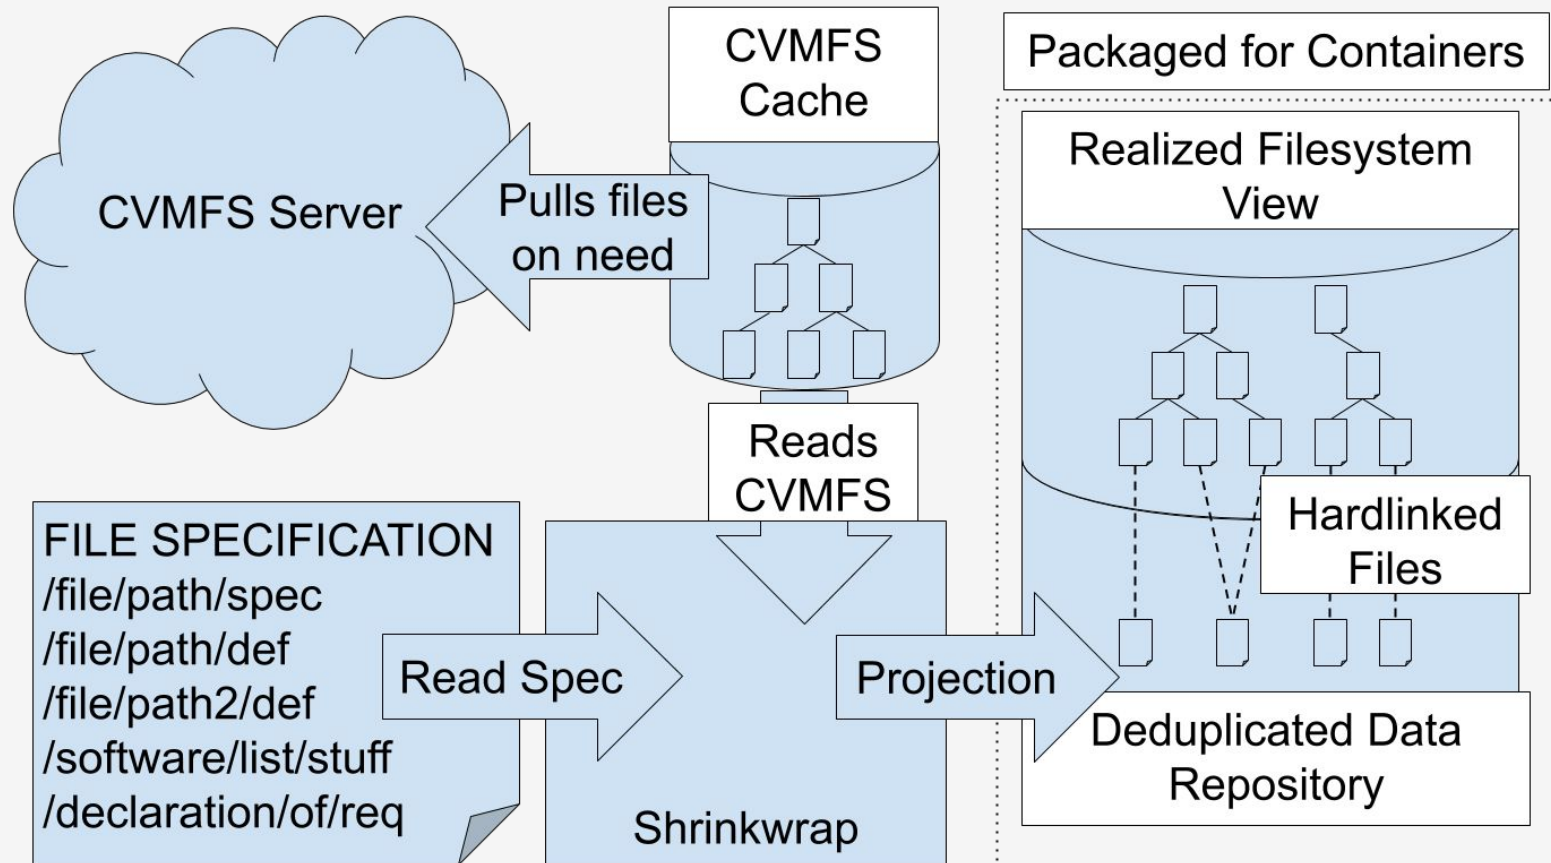 CVMFS
Cache
Packaged for Containers
Realized Filesystem
View
CVMFS Server
Pulls files
on need
Reads
CVMFS
Hardlinked
Files
FILE SPECIFICATION
/file/path/spec
/file/path/def
/file/path2/def
/software/list/stuff
/declaration/of/req
Read Spec
Shrinkwrap
Projection
Deduplicated Data
Repository